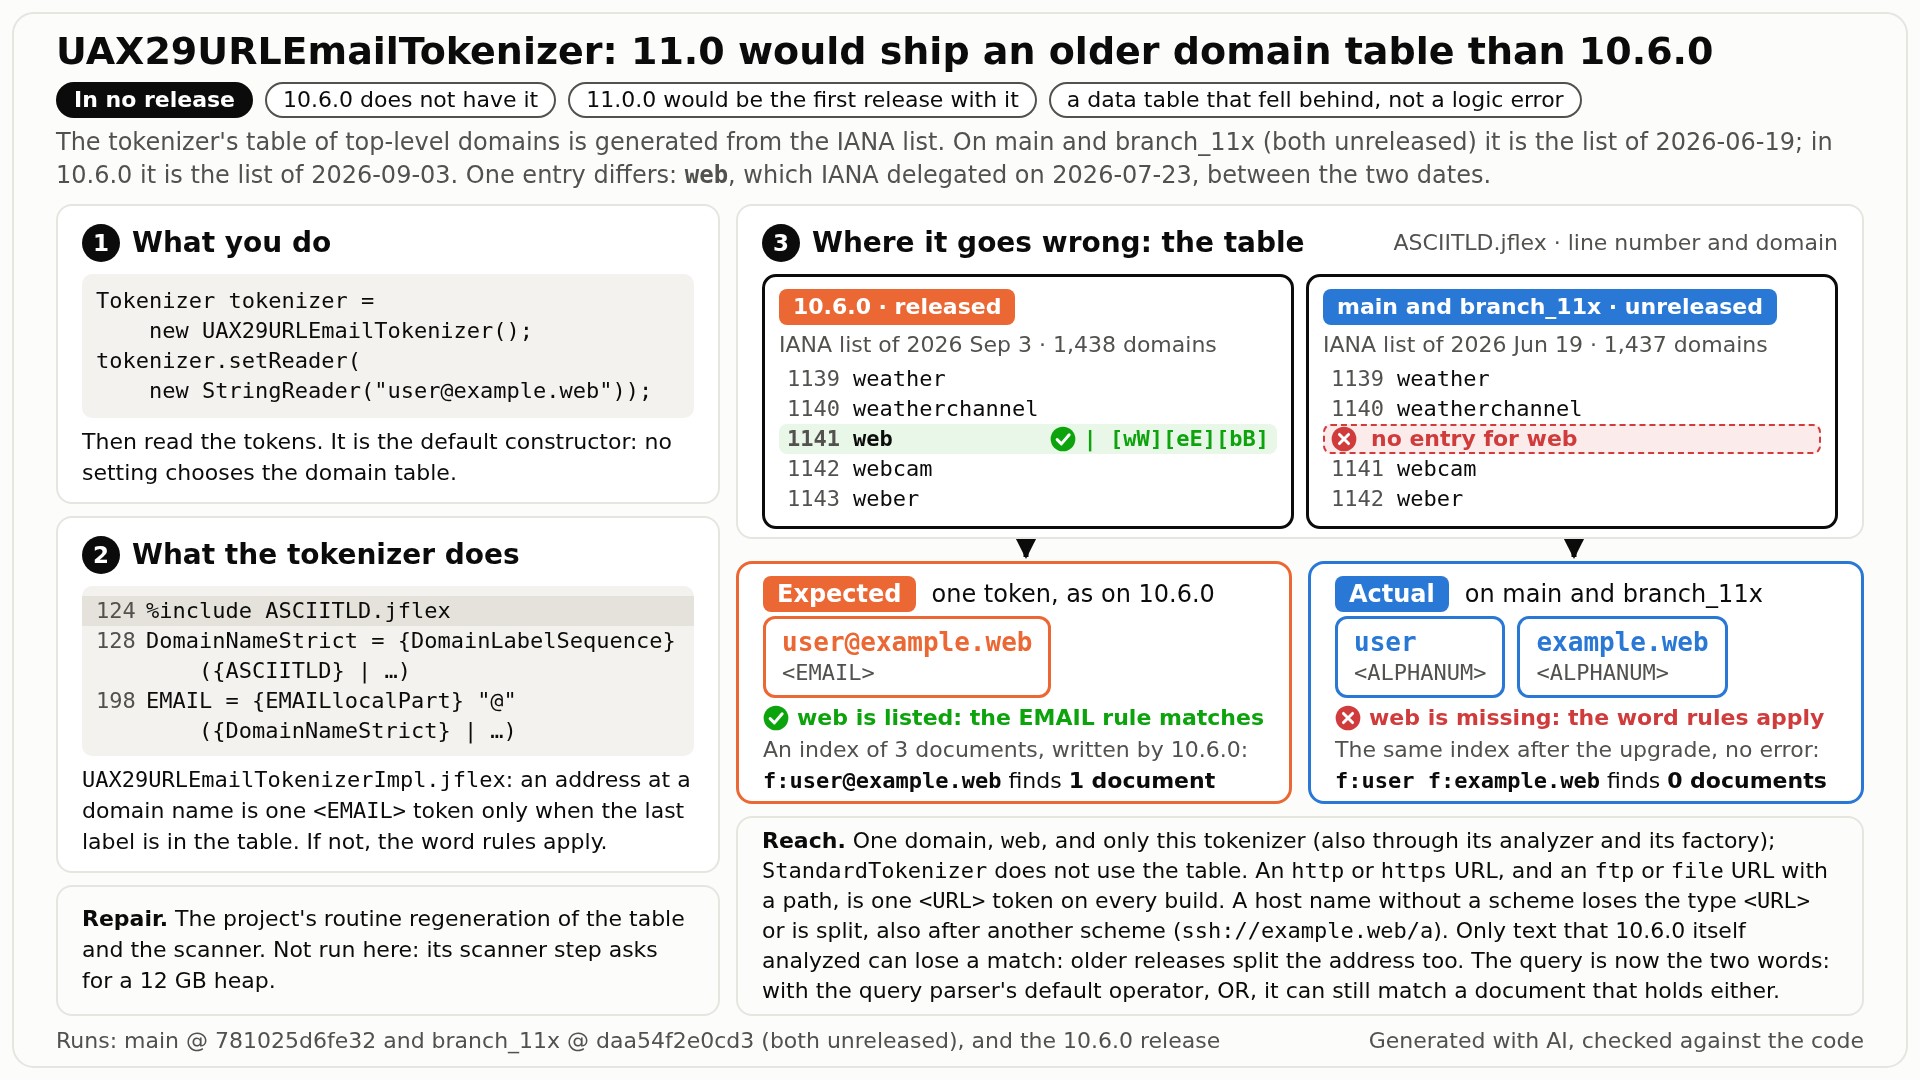 UAX29URLEmailTokenizer: 11.0 would ship an older domain table than 10.6.0
In no release
10.6.0 does not have it
11.0.0 would be the first release with it
a data table that fell behind, not a logic error
The tokenizer's table of top-level domains is generated from the IANA list. On main and branch_11x (both unreleased) it is the list of 2026-06-19; in
10.6.0 it is the list of 2026-09-03. One entry differs: web, which IANA delegated on 2026-07-23, between the two dates.
1 What you do
Tokenizer tokenizer =
    new UAX29URLEmailTokenizer();
tokenizer.setReader(
    new StringReader("user@example.web"));
Then read the tokens. It is the default constructor: no
setting chooses the domain table.
2 What the tokenizer does
124 %include ASCIITLD.jflex
128 DomainNameStrict = {DomainLabelSequence}
    ({ASCIITLD} | …)
198 EMAIL = {EMAILlocalPart} "@"
    ({DomainNameStrict} | …)
UAX29URLEmailTokenizerImpl.jflex: an address at a
domain name is one <EMAIL> token only when the last
label is in the table. If not, the word rules apply.
Repair. The project's routine regeneration of the table
and the scanner. Not run here: its scanner step asks
for a 12 GB heap.
3 Where it goes wrong: the table
ASCIITLD.jflex · line number and domain
10.6.0 · released
IANA list of 2026 Sep 3 · 1,438 domains
1139 weather
1140 weatherchannel
1141 web | [wW][eE][bB]
1142 webcam
1143 weber
main and branch_11x · unreleased
IANA list of 2026 Jun 19 · 1,437 domains
1139 weather
1140 weatherchannel
no entry for web
1141 webcam
1142 weber
Expected one token, as on 10.6.0
user@example.web
<EMAIL>
web is listed: the EMAIL rule matches
An index of 3 documents, written by 10.6.0:
f:user@example.web finds 1 document
Actual on main and branch_11x
user
<ALPHANUM>
example.web
<ALPHANUM>
web is missing: the word rules apply
The same index after the upgrade, no error:
f:user f:example.web finds 0 documents
Reach. One domain, web, and only this tokenizer (also through its analyzer and its factory);
StandardTokenizer does not use the table. An http or https URL, and an ftp or file URL with
a path, is one <URL> token on every build. A host name without a scheme loses the type <URL>
or is split, also after another scheme (ssh://example.web/a). Only text that 10.6.0 itself
analyzed can lose a match: older releases split the address too. The query is now the two words:
with the query parser's default operator, OR, it can still match a document that holds either.
Runs: main @ 781025d6fe32 and branch_11x @ daa54f2e0cd3 (both unreleased), and the 10.6.0 release
Generated with AI, checked against the code